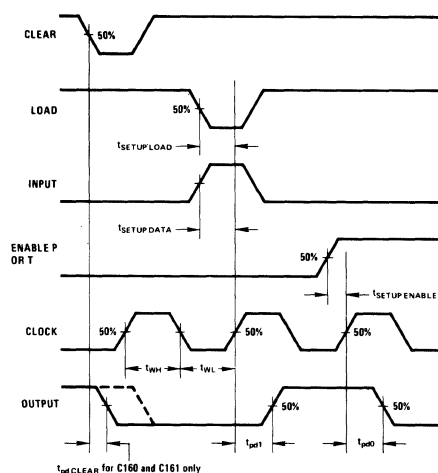 CLEAR
50%
LOAD
50%
tSETUP LOAD
INPUT
tSETUP DATA
ENABLE P
OR T
50%
tSETUP ENABLE
CLOCK
50%
50%
50%
tWH
tWL
OUTPUT
50%
50%
tpd1
tpd0
tpd CLEAR for C160 and C161 only